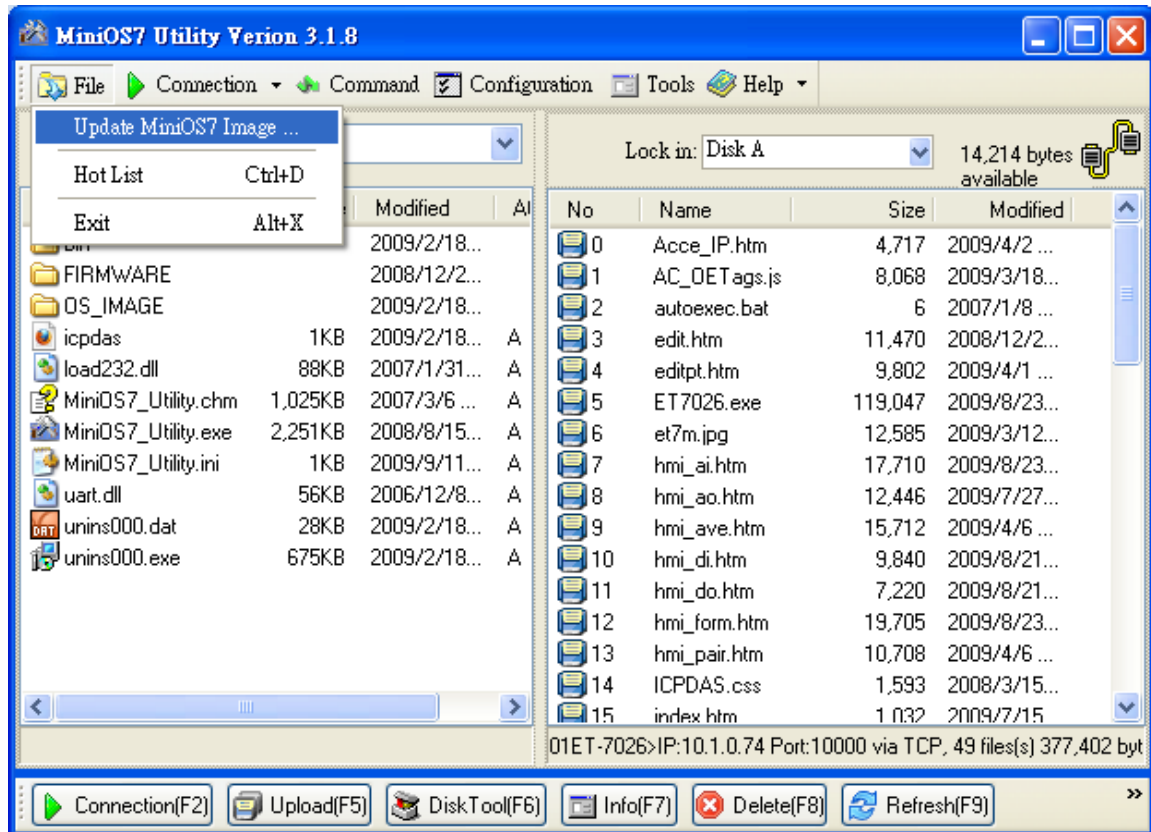 MiniOS7 Utility Verion 3.1.8
File Connection Command Configuration Tools Help
Update MiniOS7 Image ...
Hot List Ctrl+D
Exit Alt+X
Lock in: Disk A
14,214 bytes available
Modified
No Name Size Modified
2009/2/18...
FIRMWARE 2008/12/2...
OS_IMAGE 2009/2/18...
icpdas 1KB 2009/2/18... A
load232.dll 88KB 2007/1/31... A
MiniOS7_Utility.chm 1,025KB 2007/3/6 ... A
MiniOS7_Utility.exe 2,251KB 2008/8/15... A
MiniOS7_Utility.ini 1KB 2009/9/11... A
uart.dll 56KB 2006/12/8... A
unins000.dat 28KB 2009/2/18... A
unins000.exe 675KB 2009/2/18... A
0 Acce_IP.htm 4,717 2009/4/2 ...
1 AC_OETags.js 8,068 2009/3/18...
2 autoexec.bat 6 2007/1/8 ...
3 edit.htm 11,470 2008/12/2...
4 editpt.htm 9,802 2009/4/1 ...
5 ET7026.exe 119,047 2009/8/23...
6 et7m.jpg 12,585 2009/3/12...
7 hmi_ai.htm 17,710 2009/8/23...
8 hmi_ao.htm 12,446 2009/7/27...
9 hmi_ave.htm 15,712 2009/4/6 ...
10 hmi_di.htm 9,840 2009/8/21...
11 hmi_do.htm 7,220 2009/8/21...
12 hmi_form.htm 19,705 2009/8/23...
13 hmi_pair.htm 10,708 2009/4/6 ...
14 ICPDAS.css 1,593 2008/3/15...
15 index.htm 1,032 2009/7/15
01ET-7026>IP:10.1.0.74 Port:10000 via TCP, 49 files(s) 377,402 byt
Connection(F2) Upload(F5) DiskTool(F6) Info(F7) Delete(F8) Refresh(F9) »